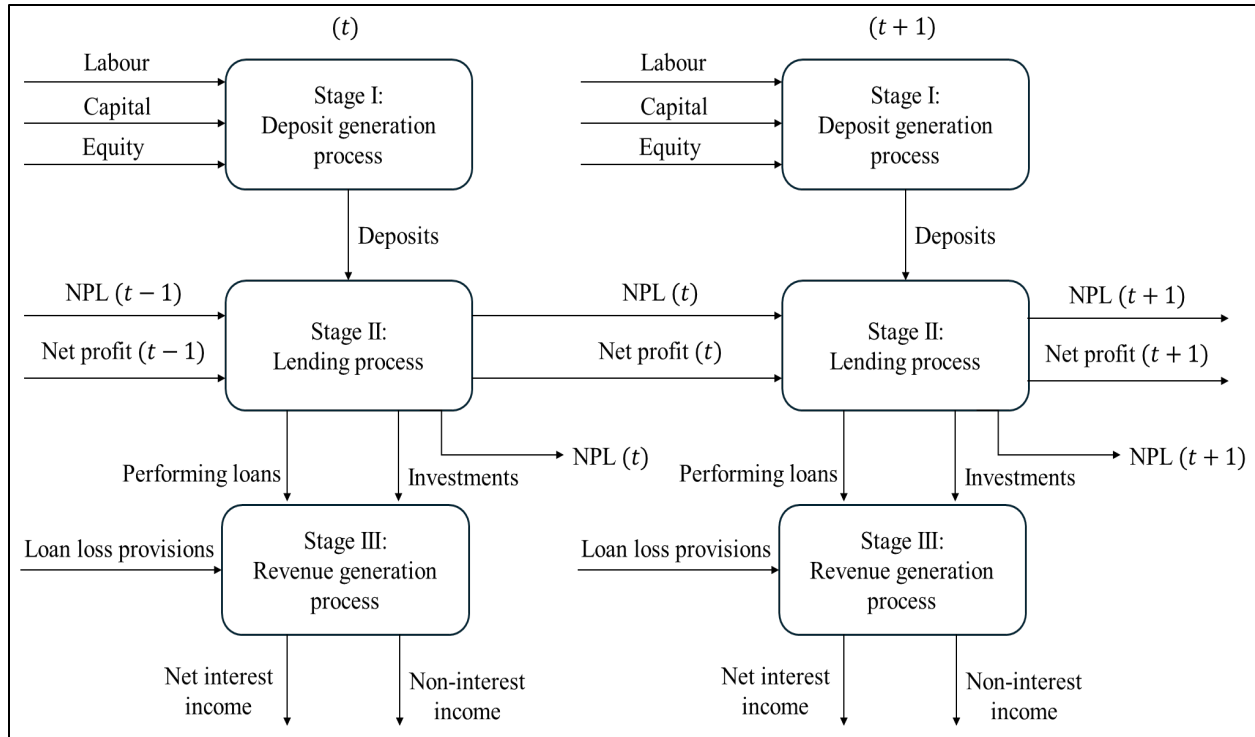 (t)
(t + 1)
Labour
Capital
Equity
Stage I:
Deposit generation
process
Labour
Capital
Equity
Stage I:
Deposit generation
process
Deposits
Deposits
NPL (t − 1)
Net profit (t − 1)
Stage II:
Lending process
NPL (t)
Net profit (t)
Stage II:
Lending process
NPL (t + 1)
Net profit (t + 1)
Performing loans
Investments
NPL (t)
Performing loans
Investments
NPL (t + 1)
Loan loss provisions
Stage III:
Revenue generation
process
Loan loss provisions
Stage III:
Revenue generation
process
Net interest
income
Non-interest
income
Net interest
income
Non-interest
income